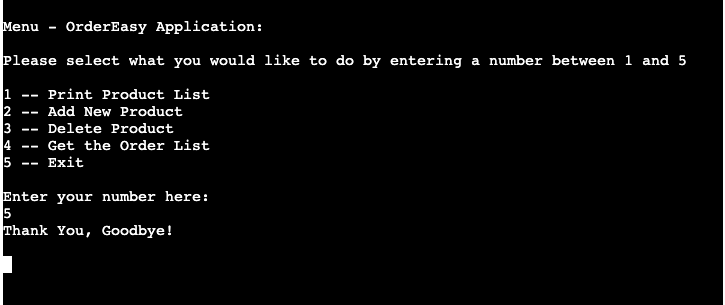 Menu - OrderEasy Application:
Please select what you would like to do by entering a number between 1 and 5
1 -- Print Product List
2 -- Add New Product
3 -- Delete Product
4 -- Get the Order List
5 -- Exit
Enter your number here:
5
Thank You, Goodbye!